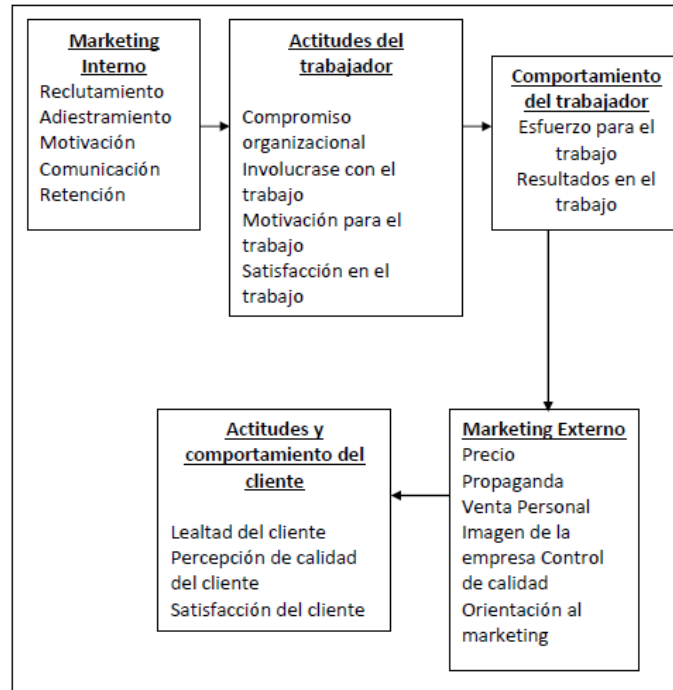 Marketing
Interno
Reclutamiento
Adiestramiento
Motivación
Comunicación
Retención
Actitudes del
trabajador
Compromiso
organizacional
Involucrase con el
trabajo
Motivación para el
trabajo
Satisfacción en el
trabajo
Comportamiento
del trabajador
Esfuerzo para el
trabajo
Resultados en el
trabajo
Actitudes y
comportamiento del
cliente
Lealtad del cliente
Percepción de calidad
del cliente
Satisfacción del cliente
Marketing Externo
Precio
Propaganda
Venta Personal
Imagen de la
empresa Control
de calidad
Orientación al
marketing